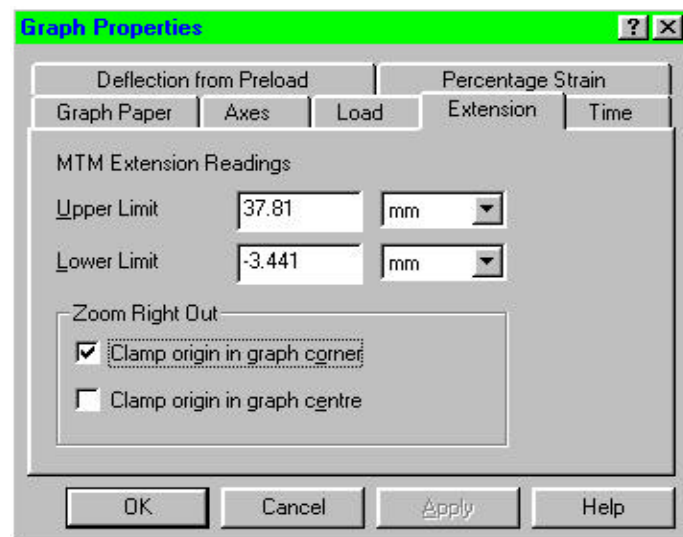 Graph Properties
Deflection from Preload Percentage Strain
Graph Paper Axes Load Extension Time
MTM Extension Readings
Upper Limit 37.81 mm
Lower Limit -3.441 mm
Zoom Right Out
Clamp origin in graph corner
Clamp origin in graph centre
OK Cancel Apply Help